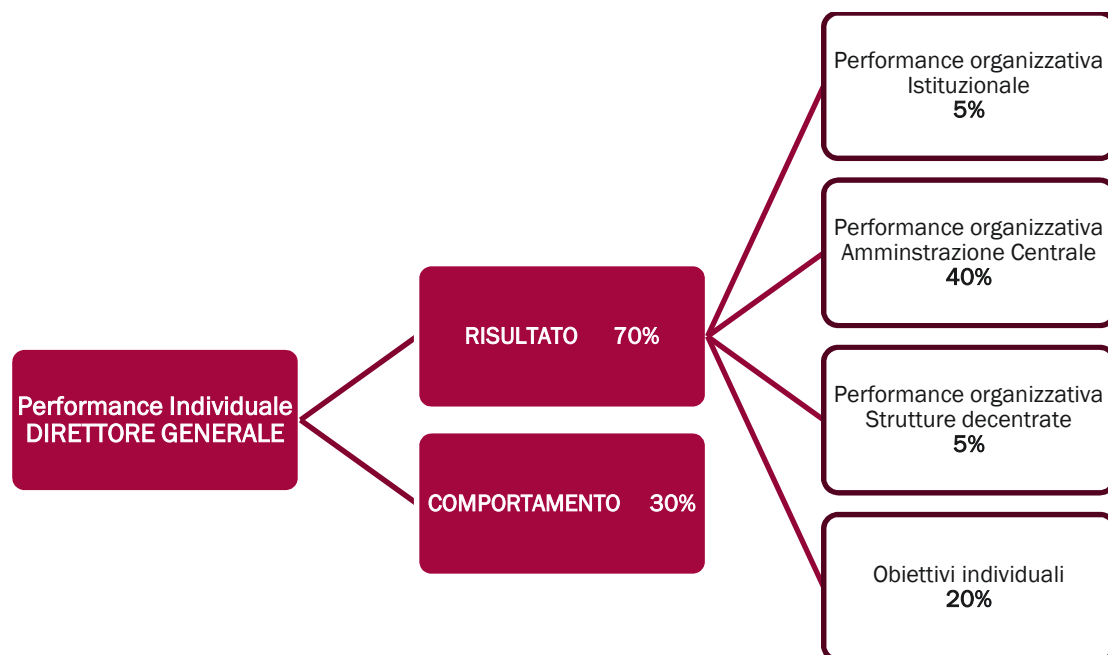 Performance Individuale
DIRETTORE GENERALE
RISULTATO 70%
COMPORTAMENTO 30%
Performance organizzativa
Istituzionale
5%
Performance organizzativa
Amminstrazione Centrale
40%
Performance organizzativa
Strutture decentrate
5%
Obiettivi individuali
20%